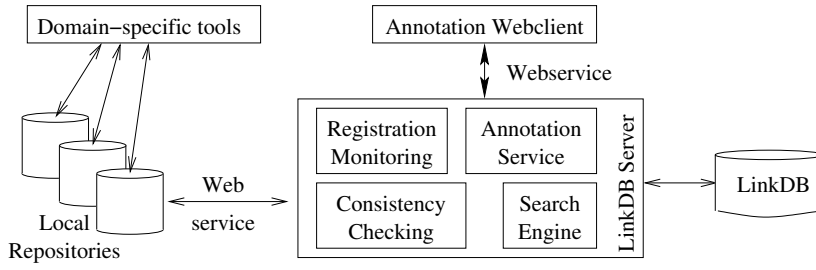 Domain-specific tools
Annotation Webclient
Webservice
Registration
Monitoring
Annotation
Service
Consistency
Checking
Search
Engine
LinkDB Server
LinkDB
Web
service
Local
Repositories